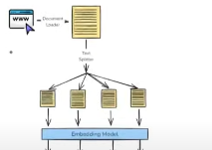 www
Document
Loader
Text
Splitter
Embedding Model